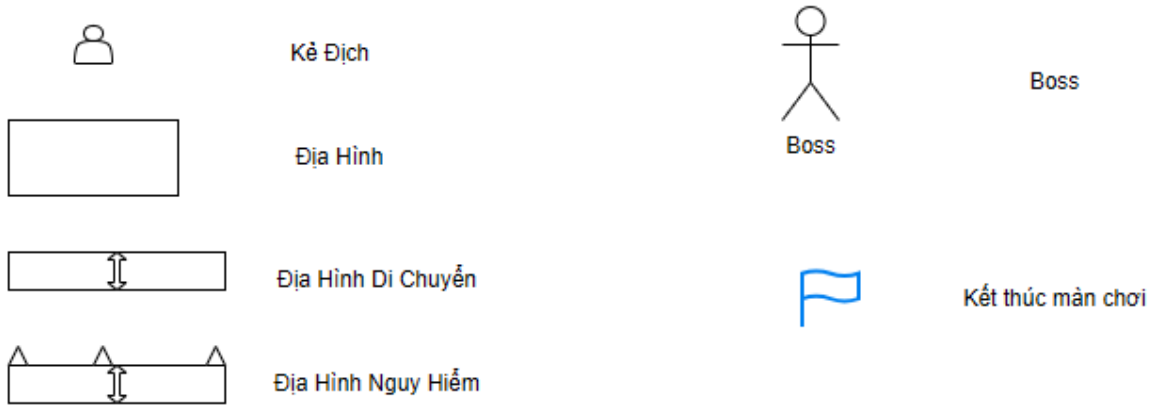 Kẻ Địch
Địa Hình
Địa Hình Di Chuyển
Địa Hình Nguy Hiểm
Boss
Boss
Kết thúc màn chơi